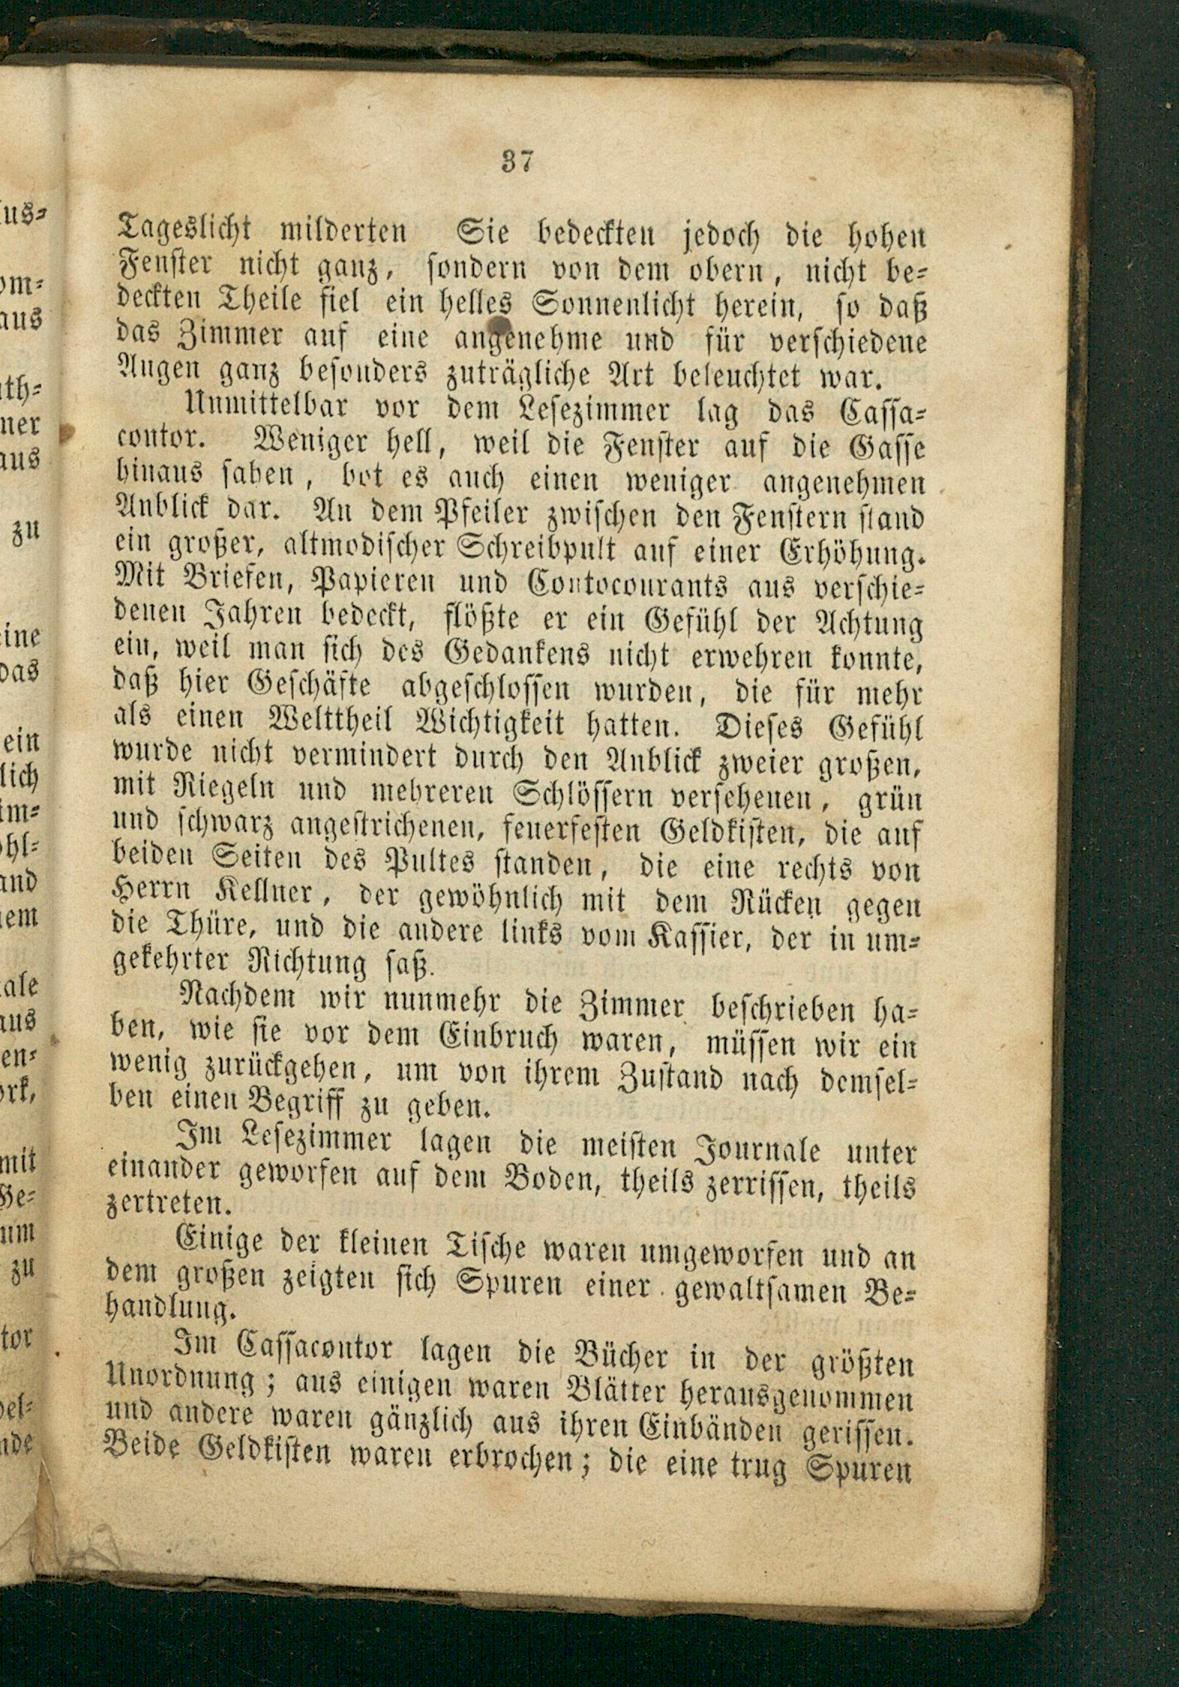 37
Tageslicht milderten Sie bedeckten jedoch die hohen
Fenster nicht ganz, sondern von dem obern, nicht be-
deckten Theile fiel ein helles Sonnenlicht herein, so daß
das Zimmer auf eine angenehme und für verschiedene
Augen ganz besonders zuträgliche Art beleuchtet war.
Unmittelbar vor dem Lesezimmer lag das Cassa-
contor. Weniger hell, weil die Fenster auf die Gasse
hinaus sahen, bot es auch einen weniger angenehmen
Anblick dar. An dem Pfeiler zwischen den Fenstern stand
ein großer, altmodischer Schreibpult auf einer Erhöhung.
Mit Briefen, Papieren und Contocourants aus verschie-
denen Jahren bedeckt, flößte er ein Gefühl der Achtung
ein, weil man sich des Gedankens nicht erwehren konnte,
daß hier Geschäfte abgeschlossen wurden, die für mehr
als einen Welttheil Wichtigkeit hatten. Dieses Gefühl
wurde nicht vermindert durch den Anblick zweier großen,
mit Riegeln und mehreren Schlössern versehenen, grün
und schwarz angestrichenen, feuerfesten Geldkisten, die auf
beiden Seiten des Pultes standen, die eine rechts von
Herrn Kellner, der gewöhnlich mit dem Rücken gegen
die Thüre, und die andere links vom Kassier, der in um-
gekehrter Richtung saß.
Nachdem wir nunmehr die Zimmer beschrieben ha-
ben, wie sie vor dem Einbruch waren, müssen wir ein
wenig zurückgehen, um von ihrem Zustand nach demsel-
ben einen Begriff zu geben.
Im Lesezimmer lagen die meisten Journale unter
einander geworfen auf dem Boden, theils zerrissen, theils
zertreten.
Einige der kleinen Tische waren umgeworfen und an
dem großen zeigten sich Spuren einer gewaltsamen Be-
handlung.
Im Cassacontor lagen die Bücher in der größten
Unordnung; aus einigen waren Blätter herausgenommen
und andere waren gänzlich aus ihren Einbänden gerissen.
Beide Geldkisten waren erbrochen; die eine trug Spuren